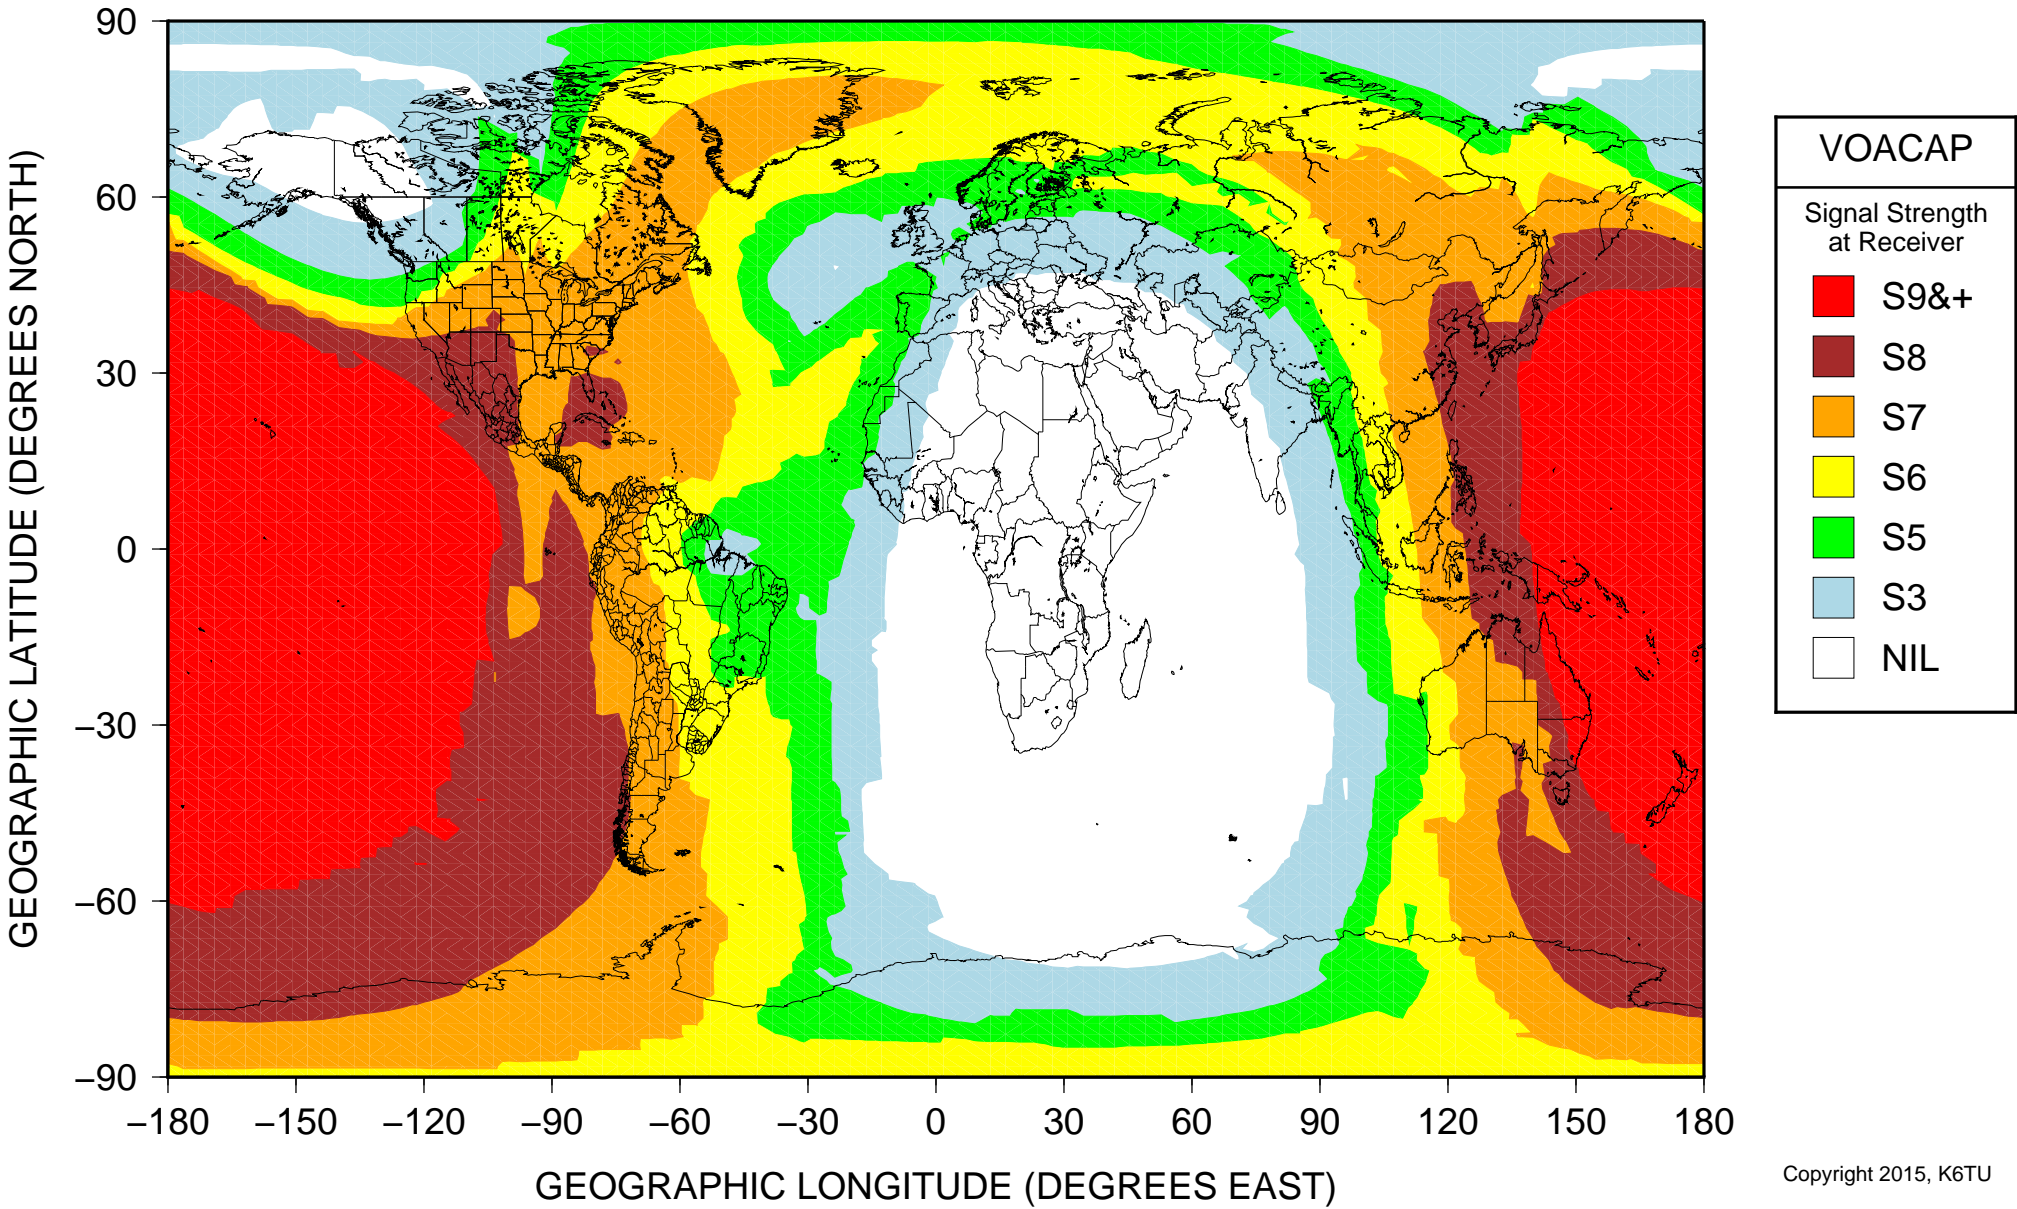 90
60
30
0
−30
−60
−90
GEOGRAPHIC LATITUDE (DEGREES NORTH)
−180 −150 −120 −90 −60 −30 0 30 60 90 120 150 180
GEOGRAPHIC LONGITUDE (DEGREES EAST)
VOACAP
Signal Strength
at Receiver
S9&+
S8
S7
S6
S5
S3
NIL
Copyright 2015, K6TU